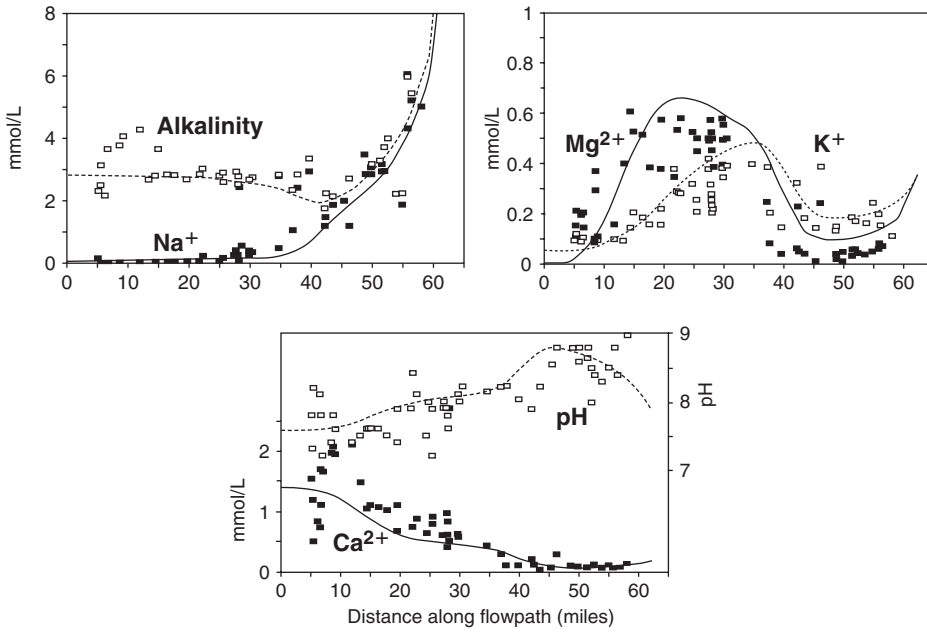 8
6
4
2
0
mmol/L
Alkalinity
Na+
0 10 20 30 40 50 60
1
0.8
0.6
0.4
0.2
0
mmol/L
Mg2+
K+
0 10 20 30 40 50 60
9
8
7
pH
2
1
0
mmol/L
pH
Ca2+
0 10 20 30 40 50 60
Distance along flowpath (miles)